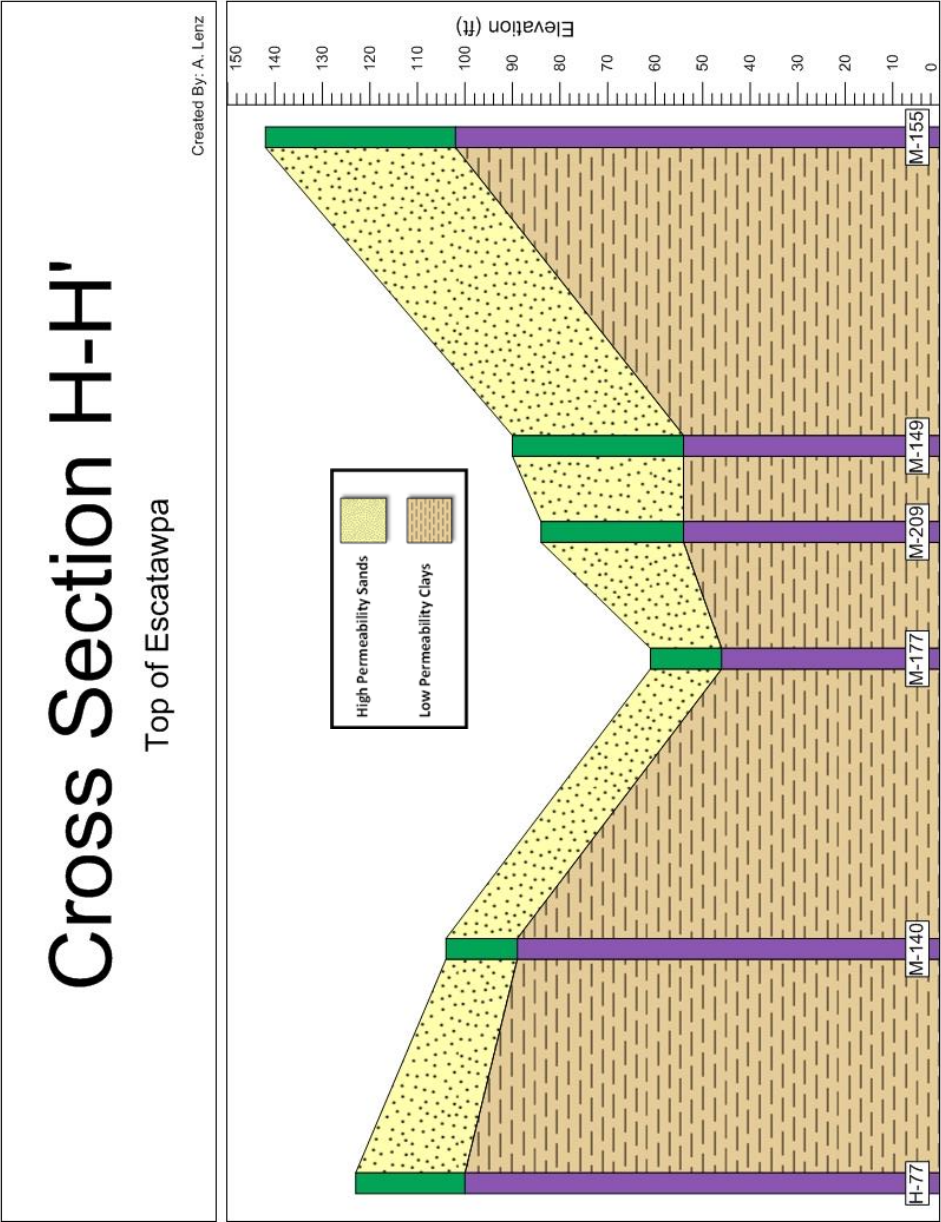 Cross Section H-H'
Top of Escatawpa
Created By: A. Lenz
High Permeability Sands
Low Permeability Clays
Elevation (ft)
150
140
130
120
110
100
90
80
70
60
50
40
30
20
10
0
H-77
M-140
M-177
M-209
M-149
M-155